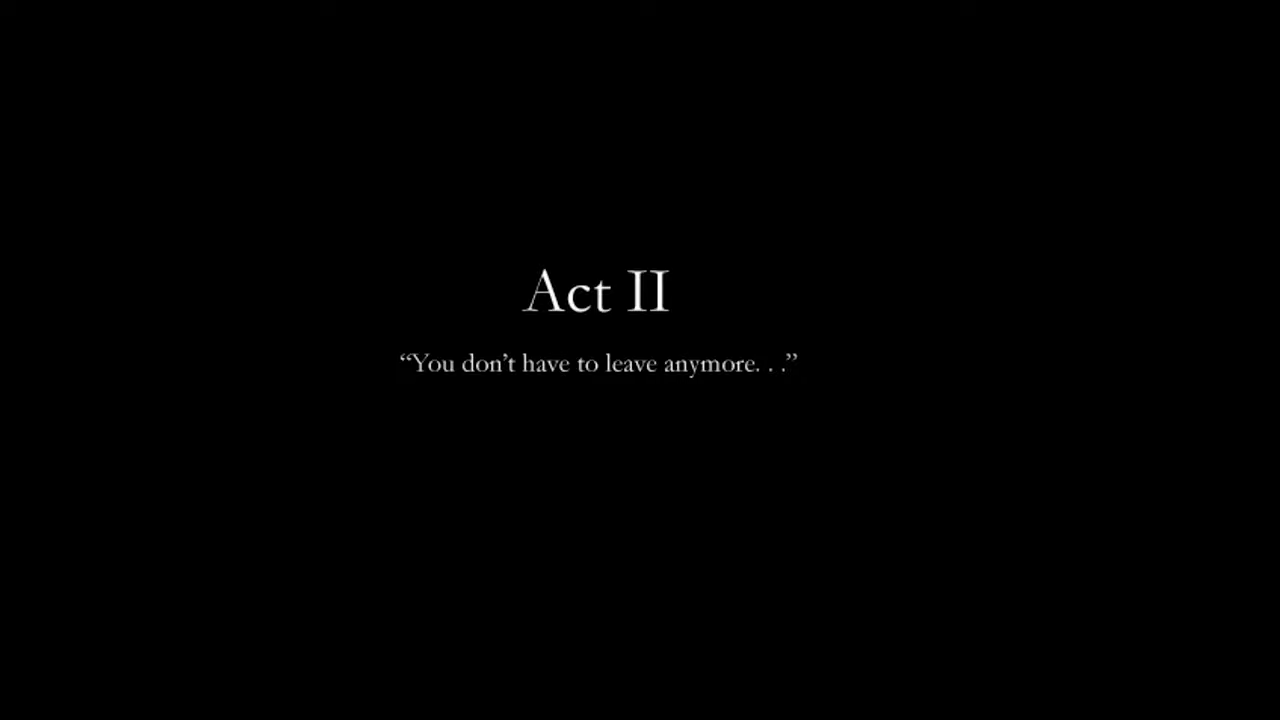 Act II
“You don’t have to leave anymore. . .”